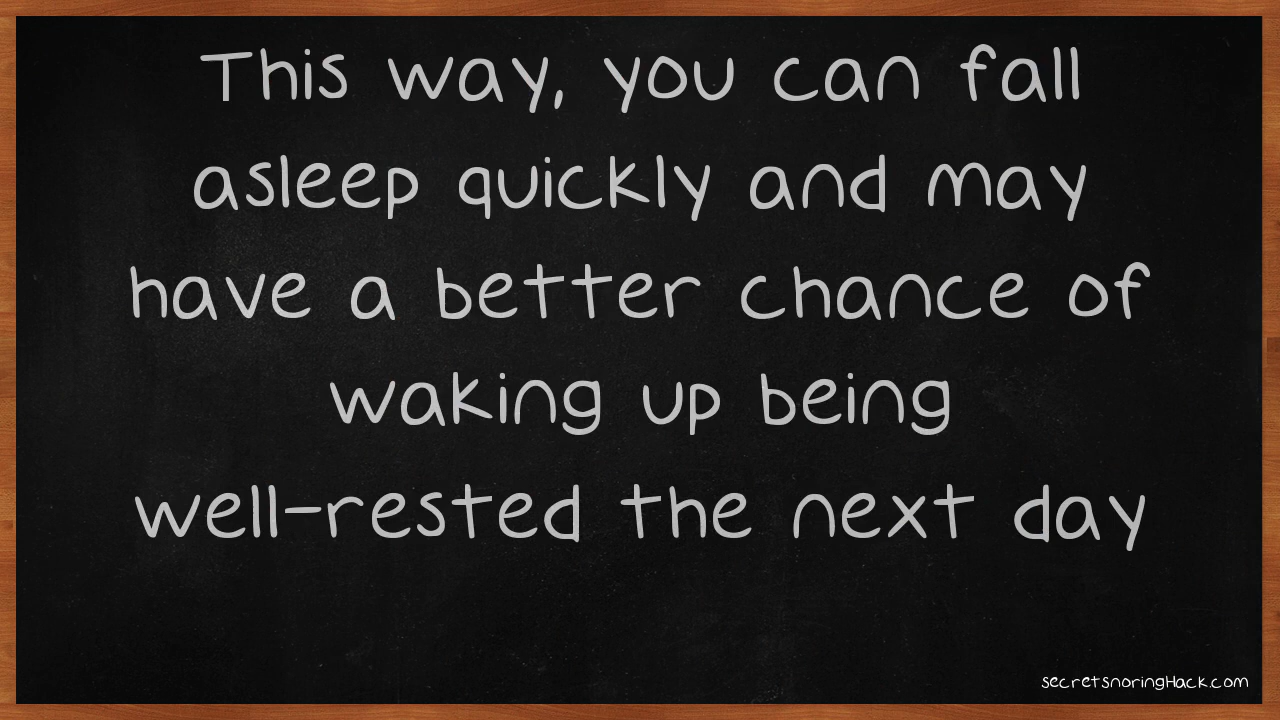 This way, you can fall
asleep quickly and may
have a better chance of
waking up being
well-rested the next day
secretsnoringHack.com